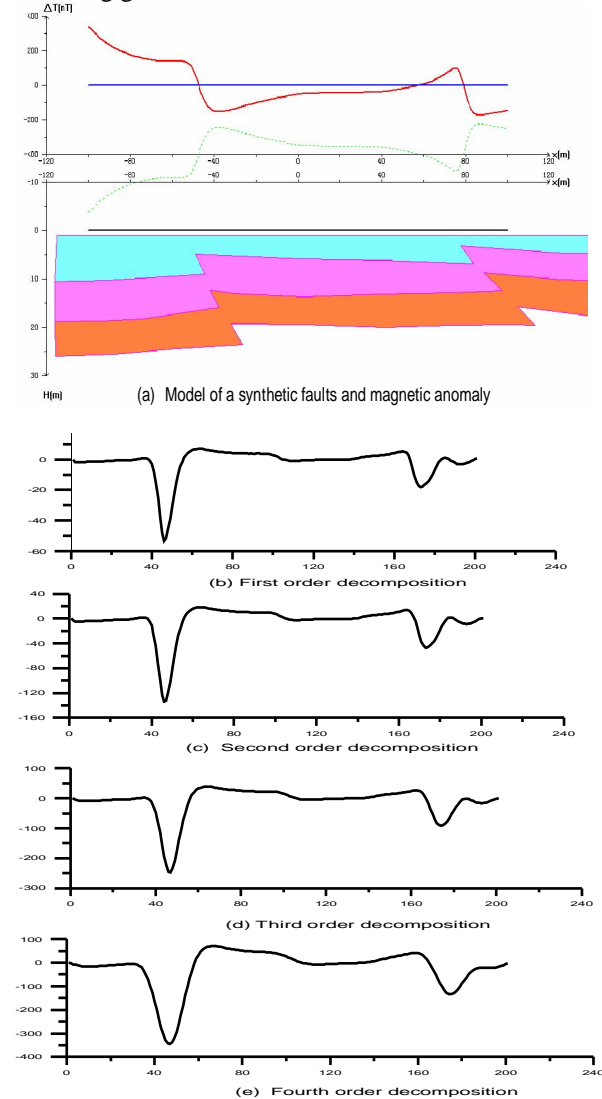 ΔT(nT)
400
200
0
-200
-400
-120 -80 -40 0 40 80 120
x(m)
-120 -80 -40 0 40 80 120
x(m)
-10
0
10
20
30
H(m)
(a) Model of a synthetic faults and magnetic anomaly
0
-20
-40
-60
0 40 80 120 160 200 240
(b) First order decomposition
40
0
-40
-80
-120
-160
0 40 80 120 160 200 240
(c) Second order decomposition
100
0
-100
-200
-300
0 40 80 120 160 200 240
(d) Third order decomposition
100
0
-100
-200
-300
-400
0 40 80 120 160 200 240
(e) Fourth order decomposition